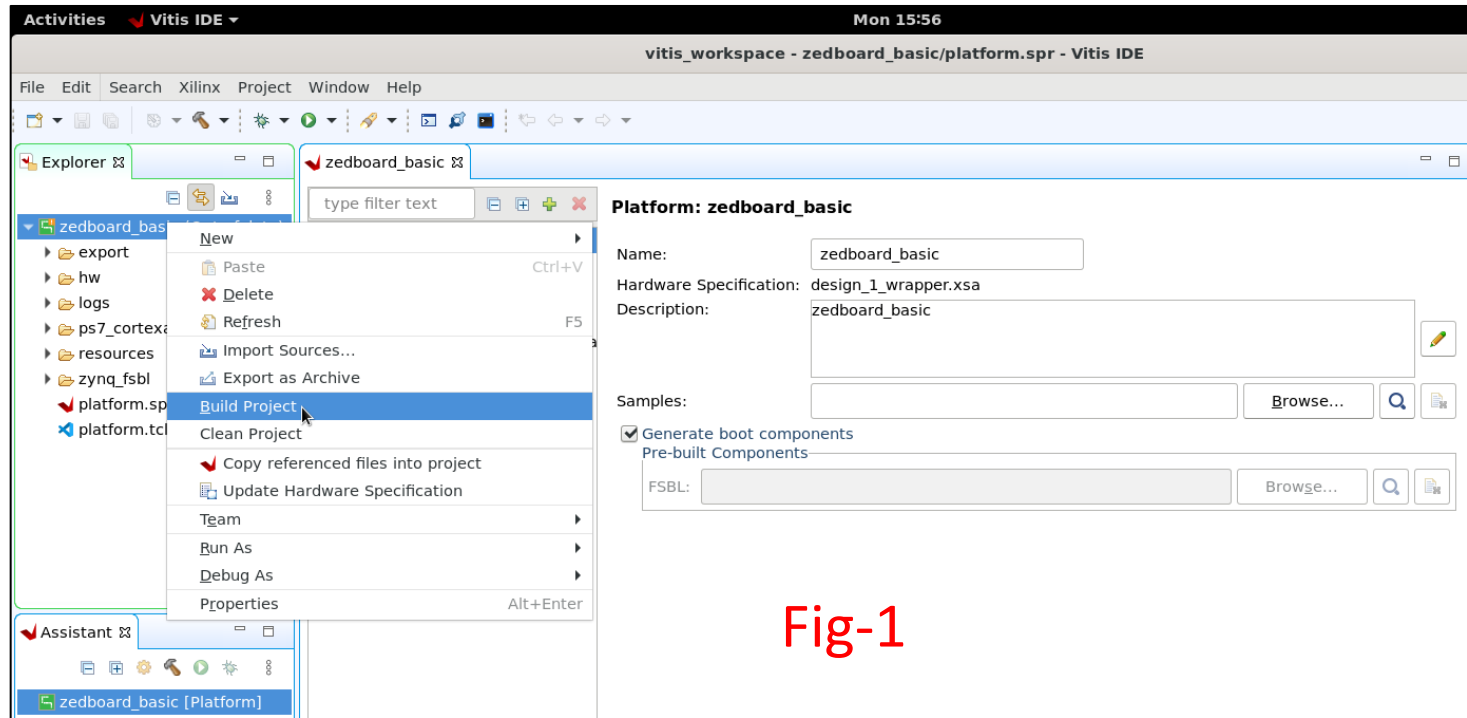 Activities Vitis IDE Mon 15:56
vitis_workspace - zedboard_basic/platform.spr - Vitis IDE
File Edit Search Xilinx Project Window Help
Explorer
zedboard_basic
type filter text
zedboard_bas
export
hw
logs
ps7_cortexa
resources
zynq_fsbl
platform.sp
platform.tcl
New
Paste Ctrl+V
Delete
Refresh F5
Import Sources...
Export as Archive
Build Project
Clean Project
Copy referenced files into project
Update Hardware Specification
Team
Run As
Debug As
Properties Alt+Enter
Platform: zedboard_basic
Name: zedboard_basic
Hardware Specification: design_1_wrapper.xsa
Description: zedboard_basic
Samples: Browse...
Generate boot components
Pre-built Components
FSBL: Browse...
Fig-1
Assistant
zedboard_basic [Platform]